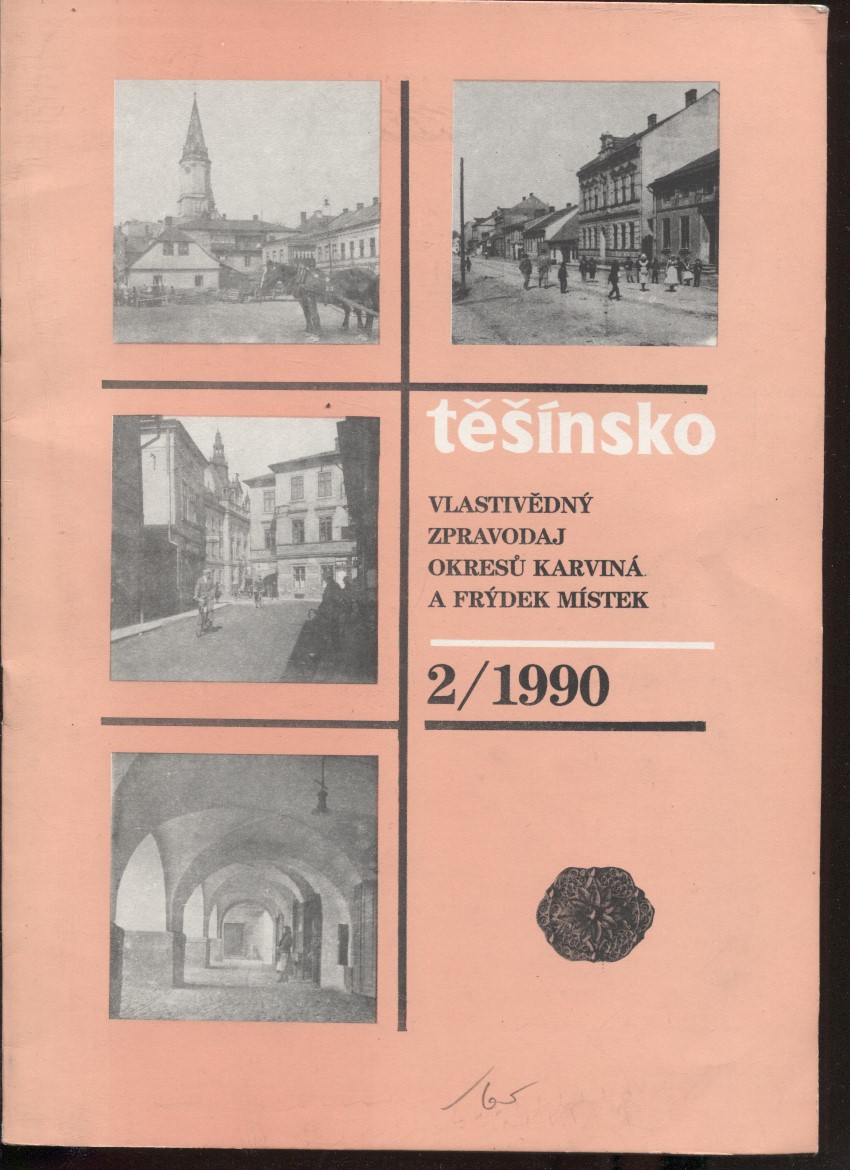 těšínsko
VLASTIVĚDNÝ
ZPRAVODAJ
OKRESŮ KARVINÁ
A FRÝDEK MÍSTEK
2/1990